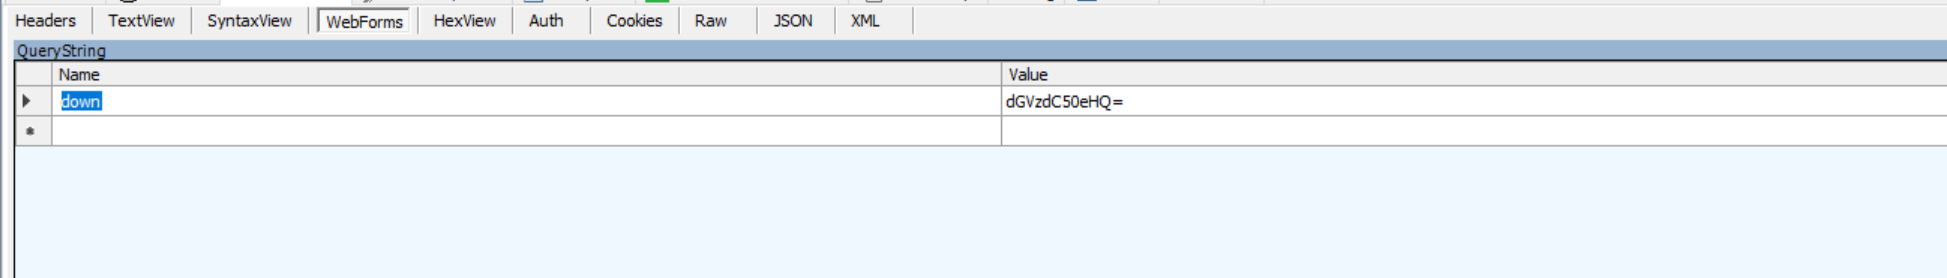 Headers TextView SyntaxView WebForms HexView Auth Cookies Raw JSON XML
QueryString
Name Value
down dGVzdC50eHQ=